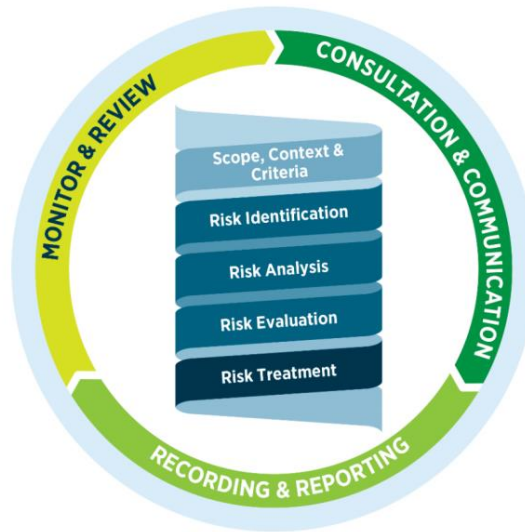 MONITOR & REVIEW
CONSULTATION & COMMUNICATION
Scope, Context &
Criteria
Risk Identification
Risk Analysis
Risk Evaluation
Risk Treatment
RECORDING & REPORTING